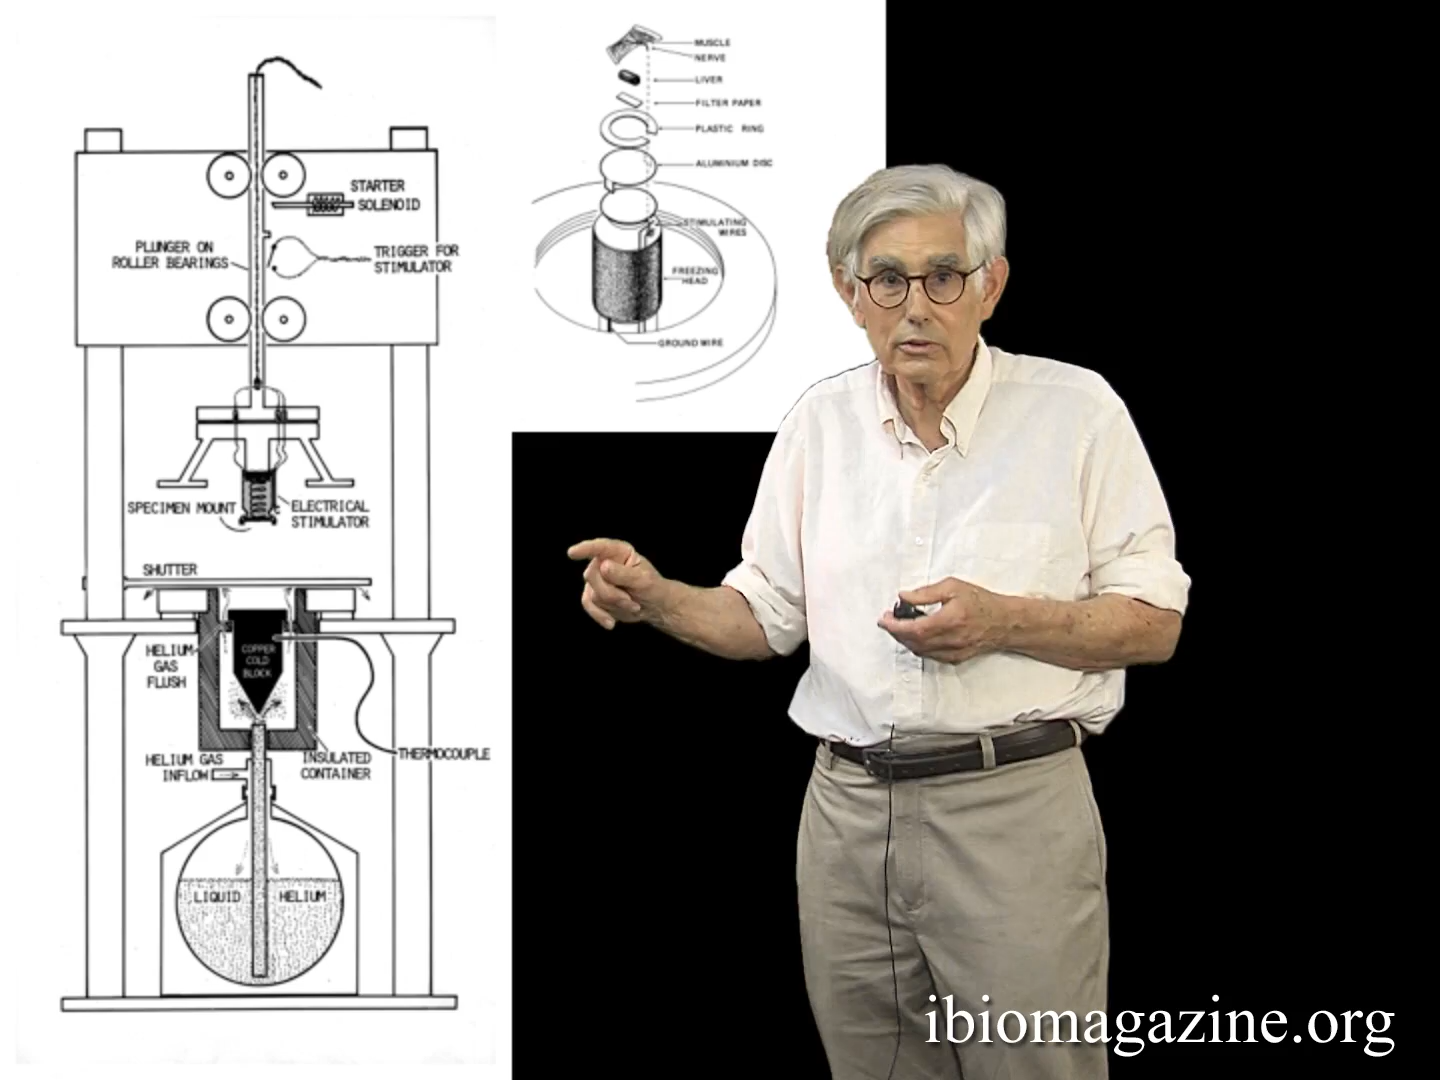 STARTER
SOLENOID
PLUNGER ON
ROLLER BEARINGS
TRIGGER FOR
STIMULATOR
SPECIMEN MOUNT
ELECTRICAL
STIMULATOR
SHUTTER
HELIUM
GAS
FLUSH
COPPER
COLD
BLOCK
THERMOCOUPLE
HELIUM GAS
INFLOW
INSULATED
CONTAINER
LIQUID HELIUM
MUSCLE
NERVE
LIVER
FILTER PAPER
PLASTIC RING
ALUMINIUM DISC
STIMULATING
WIRES
FREEZING
HEAD
GROUND WIRE
ibiomagazine.org